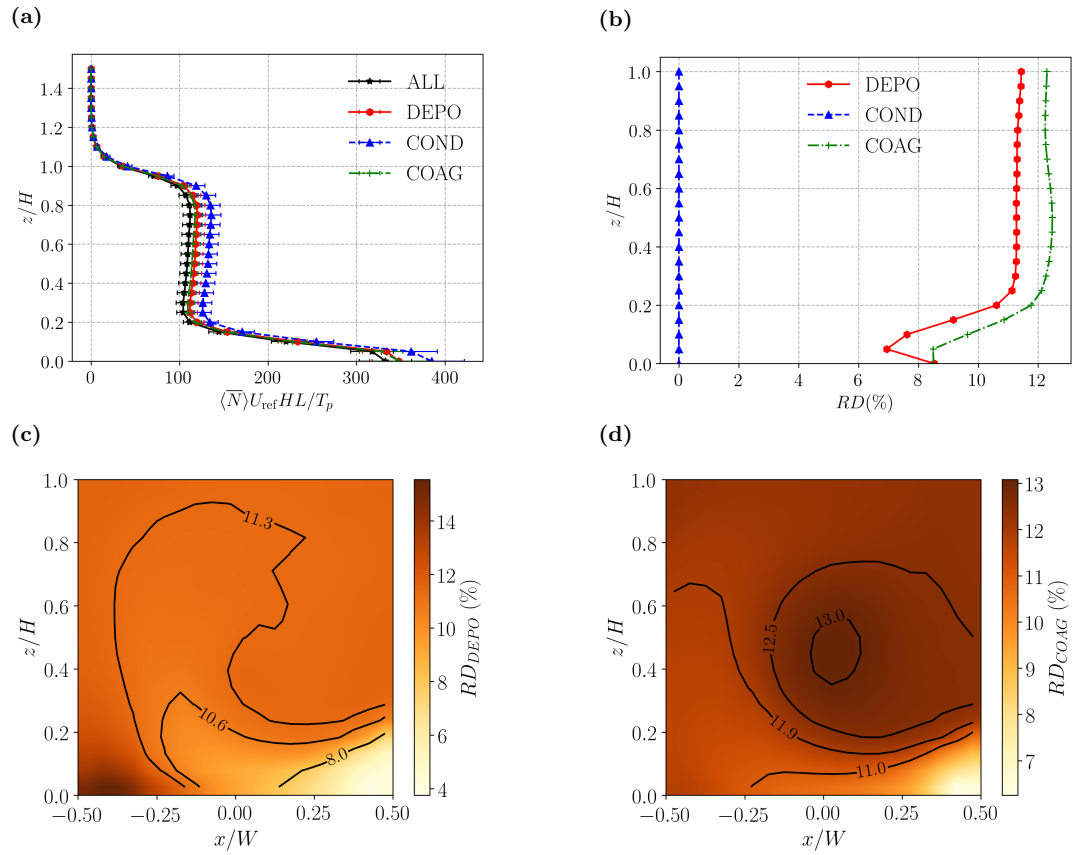 (a)
z/H
1.4
1.2
1.0
0.8
0.6
0.4
0.2
0.0
0 100 200 300 400
⟨N̅⟩U_ref HL/T_p
ALL
DEPO
COND
COAG
(b)
z/H
1.0
0.8
0.6
0.4
0.2
0.0
0 2 4 6 8 10 12
RD(%)
DEPO
COND
COAG
(c)
z/H
1.0
0.8
0.6
0.4
0.2
0.0
−0.50 −0.25 0.00 0.25 0.50
x/W
11.3
10.6
8.0
14
12
10
8
6
4
RD_DEPO (%)
(d)
z/H
1.0
0.8
0.6
0.4
0.2
0.0
−0.50 −0.25 0.00 0.25 0.50
x/W
13.0
12.5
11.9
11.0
13
12
11
10
9
8
7
RD_COAG (%)